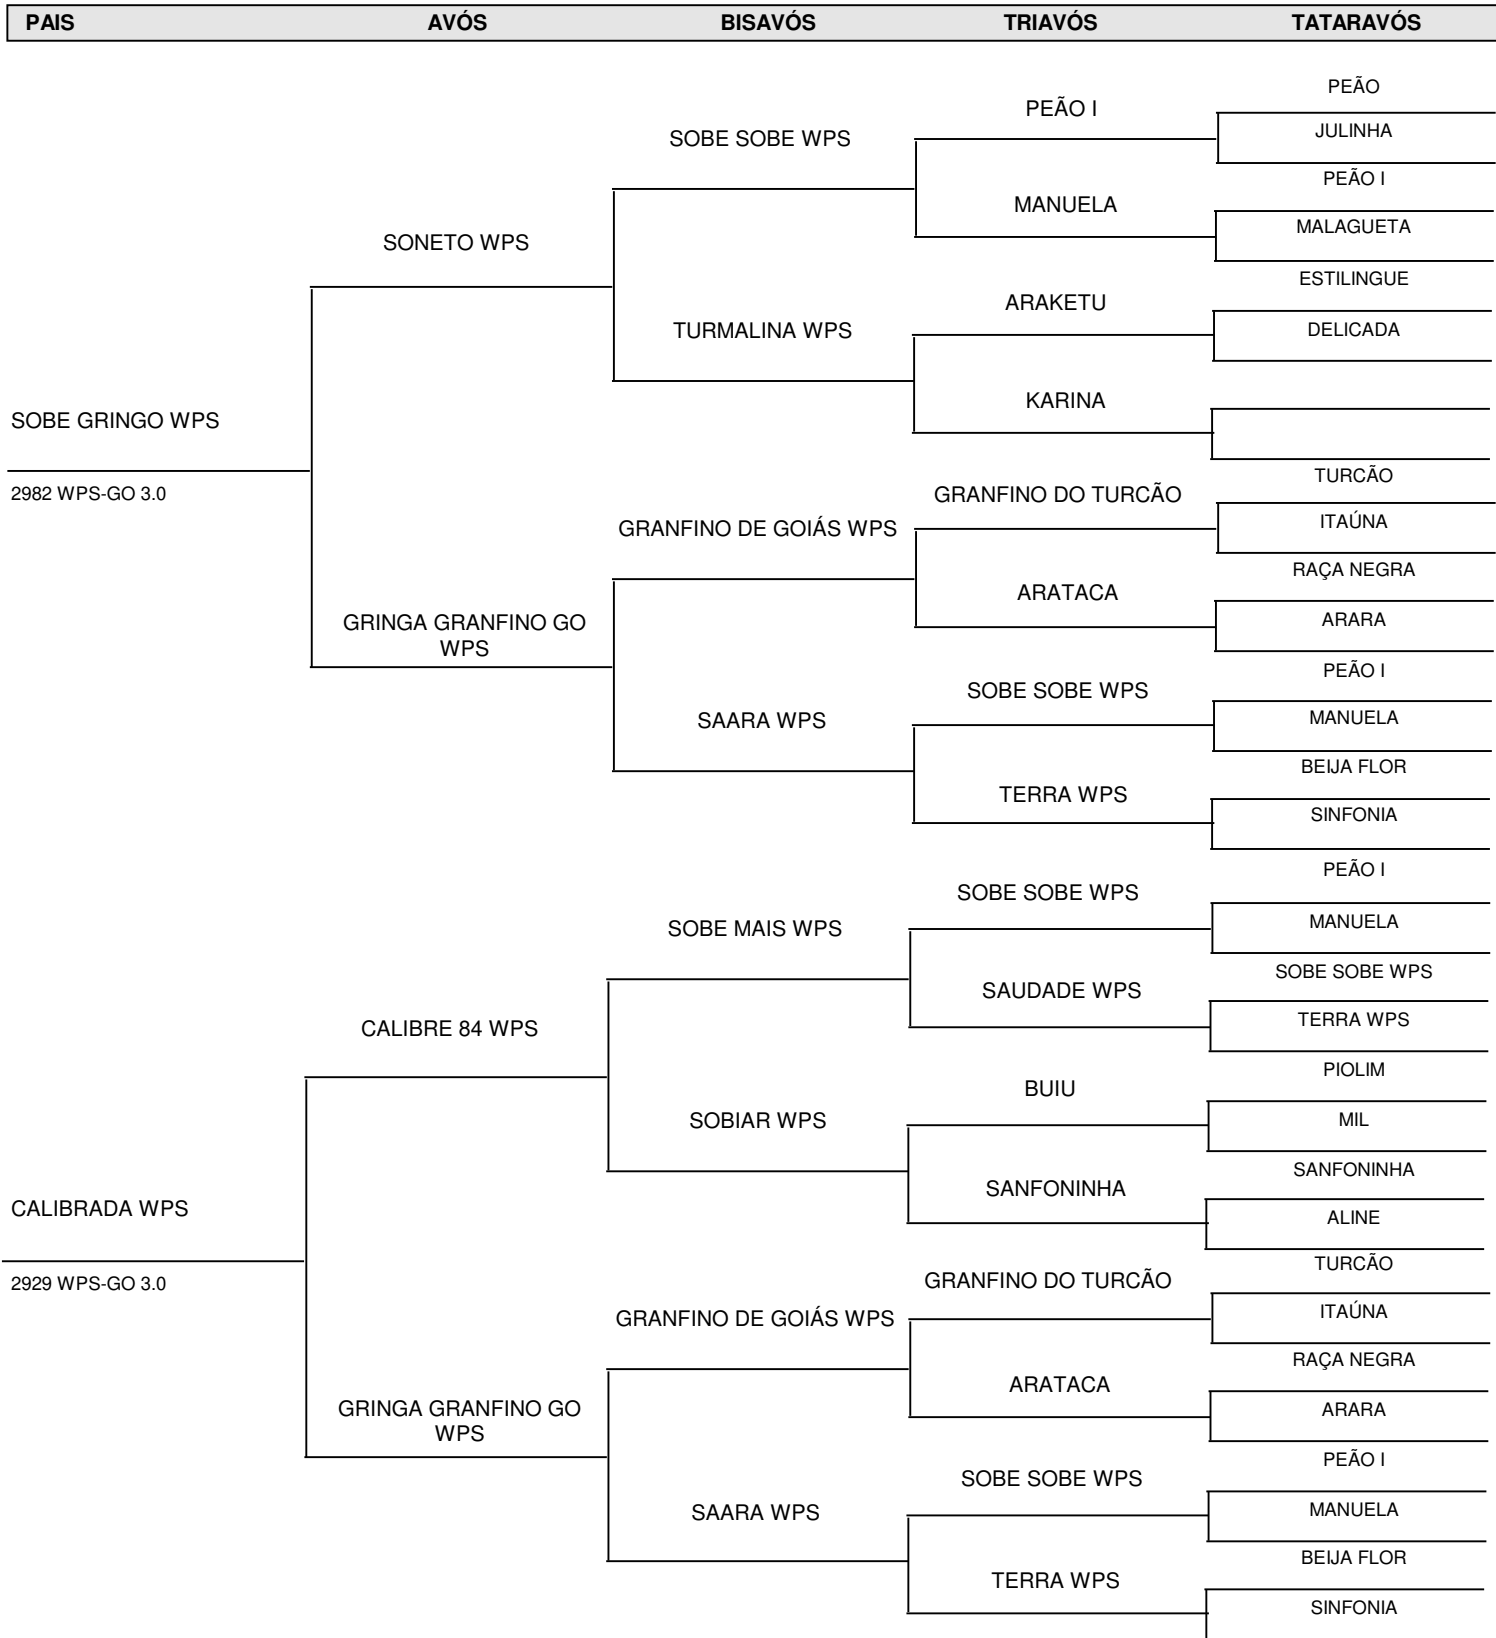 PAIS AVÓS BISAVÓS TRIAVÓS TATARAVÓS
PEÃO
PEÃO I
JULINHA
SOBE SOBE WPS
PEÃO I
MANUELA
MALAGUETA
SONETO WPS
ESTILINGUE
ARAKETU
TURMALINA WPS
DELICADA
KARINA
SOBE GRINGO WPS
TURCÃO
2982 WPS-GO 3.0
GRANFINO DO TURCÃO
ITAÚNA
GRANFINO DE GOIÁS WPS
RAÇA NEGRA
ARATACA
ARARA
GRINGA GRANFINO GO
WPS
PEÃO I
SOBE SOBE WPS
MANUELA
SAARA WPS
BEIJA FLOR
TERRA WPS
SINFONIA
PEÃO I
SOBE SOBE WPS
MANUELA
SOBE MAIS WPS
SOBE SOBE WPS
SAUDADE WPS
TERRA WPS
CALIBRE 84 WPS
PIOLIM
BUIU
MIL
SOBIAR WPS
SANFONINHA
SANFONINHA
CALIBRADA WPS
ALINE
TURCÃO
2929 WPS-GO 3.0
GRANFINO DO TURCÃO
ITAÚNA
GRANFINO DE GOIÁS WPS
RAÇA NEGRA
ARATACA
ARARA
GRINGA GRANFINO GO
WPS
PEÃO I
SOBE SOBE WPS
MANUELA
SAARA WPS
BEIJA FLOR
TERRA WPS
SINFONIA